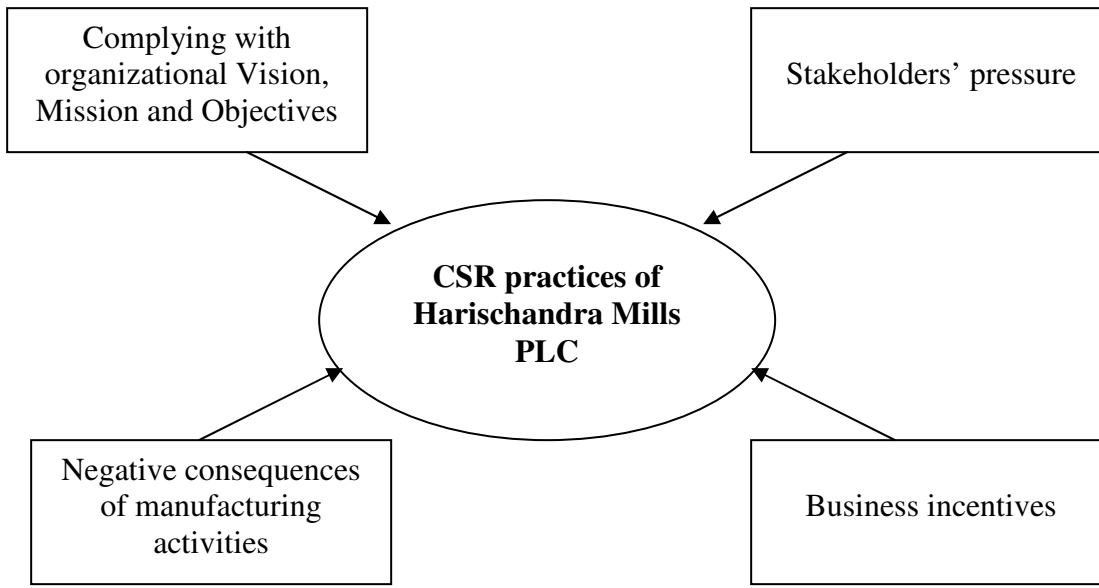 Complying with
organizational Vision,
Mission and Objectives
Stakeholders’ pressure
CSR practices of
Harischandra Mills
PLC
Negative consequences
of manufacturing
activities
Business incentives